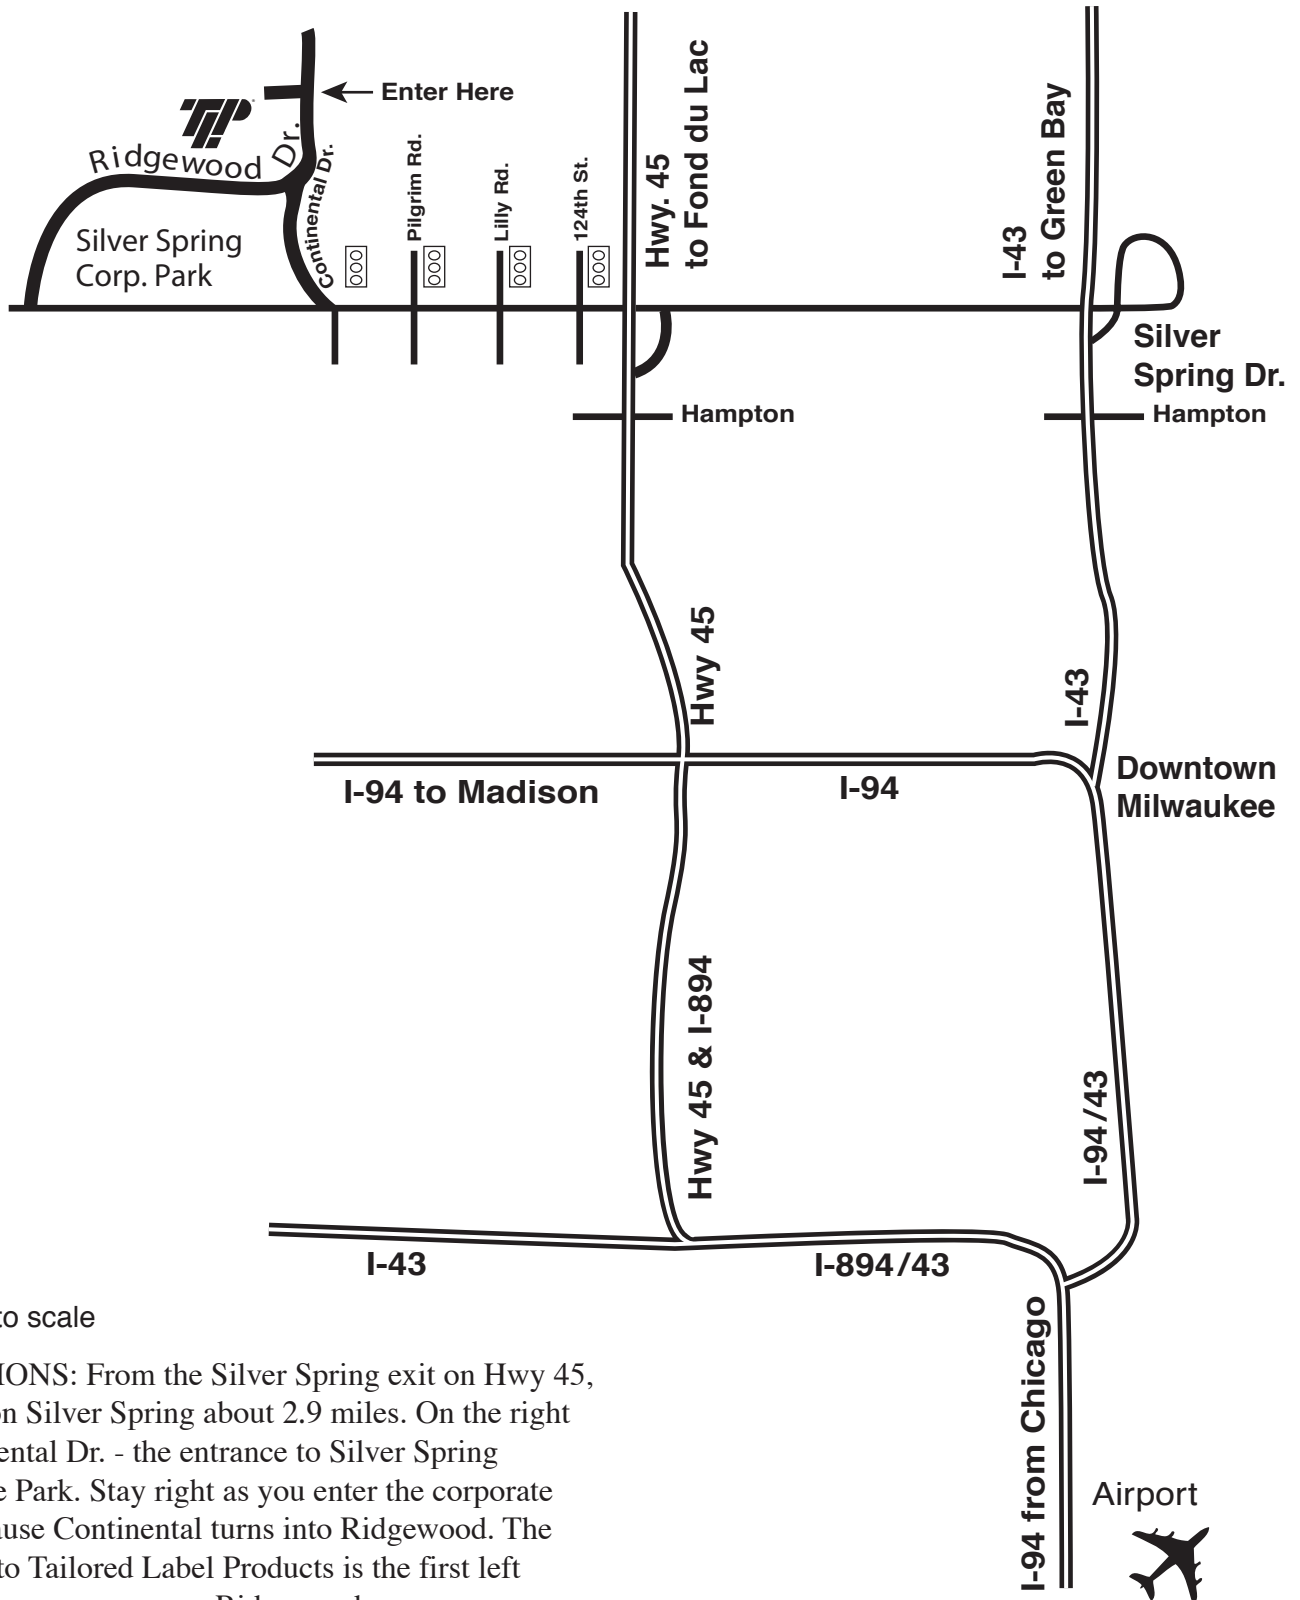 Enter Here
TLP
Ridgewood Dr.
Continental Dr.
Pilgrim Rd.
Lilly Rd.
124th St.
Hwy. 45
to Fond du Lac
I-43
to Green Bay
Silver Spring
Corp. Park
Silver
Spring Dr.
Hampton
Hampton
Hwy 45
I-43
I-94 to Madison
I-94
Downtown
Milwaukee
Hwy 45 & I-894
I-94/43
I-43
I-894/43
I-94 from Chicago
Airport
to scale
IONS: From the Silver Spring exit on Hwy 45,
on Silver Spring about 2.9 miles. On the right
ental Dr. - the entrance to Silver Spring
e Park. Stay right as you enter the corporate
ause Continental turns into Ridgewood. The
to Tailored Label Products is the first left